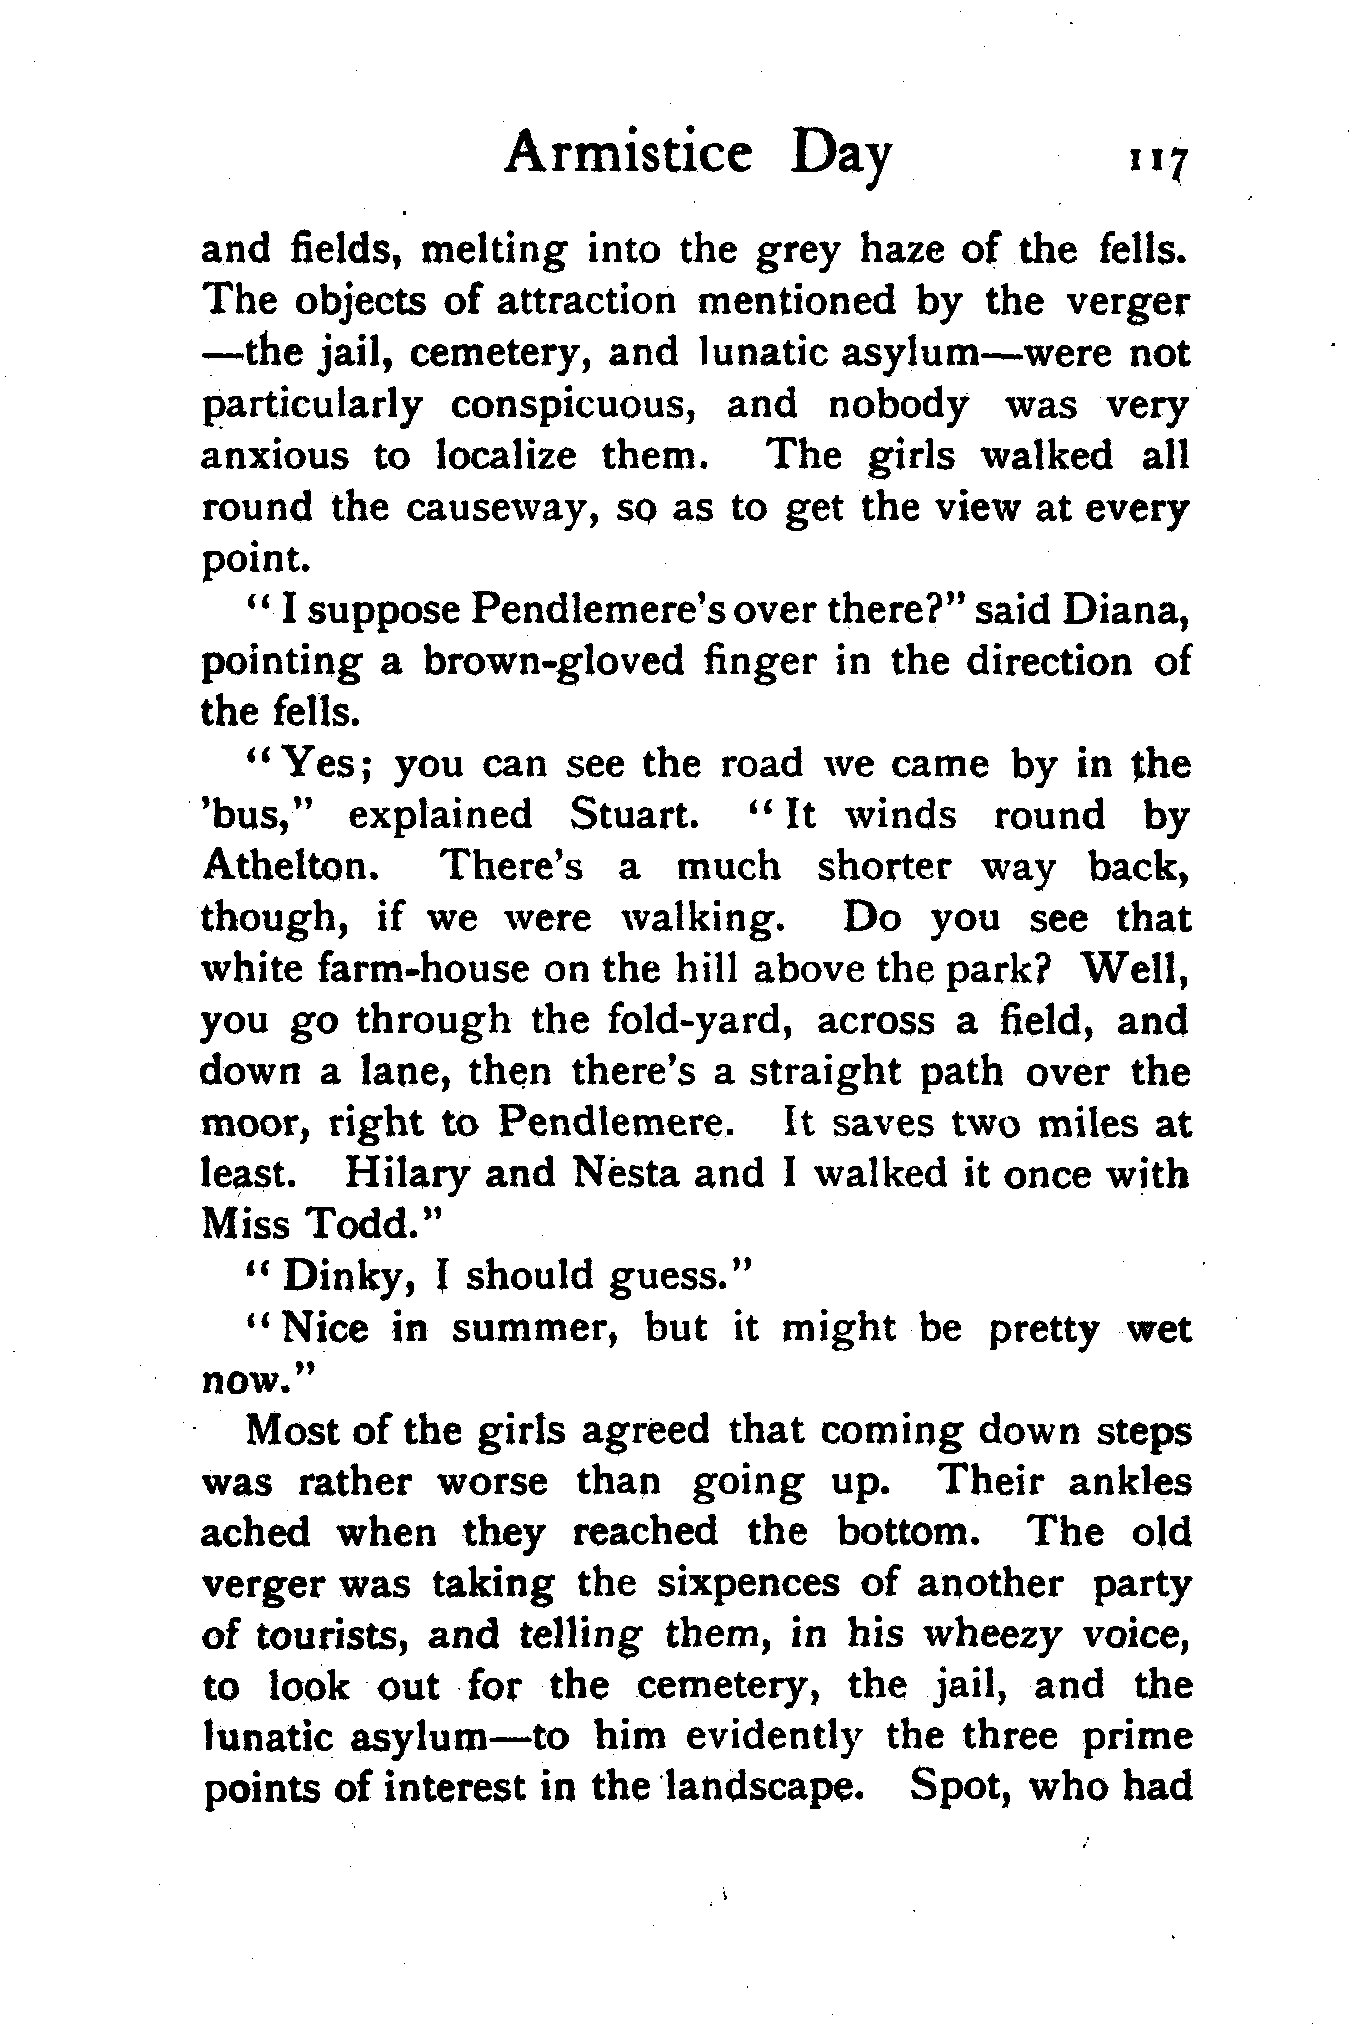 Armistice Day 117
and fields, melting into the grey haze of the fells.
The objects of attraction mentioned by the verger
—the jail, cemetery, and lunatic asylum—were not
particularly conspicuous, and nobody was very
anxious to localize them. The girls walked all
round the causeway, so as to get the view at every
point.
“ I suppose Pendlemere’s over there?” said Diana,
pointing a brown-gloved finger in the direction of
the fells.
“ Yes; you can see the road we came by in the
’bus,” explained Stuart. “ It winds round by
Athelton. There’s a much shorter way back,
though, if we were walking. Do you see that
white farm-house on the hill above the park? Well,
you go through the fold-yard, across a field, and
down a lane, then there’s a straight path over the
moor, right to Pendlemere. It saves two miles at
least. Hilary and Nesta and I walked it once with
Miss Todd.”
“ Dinky, I should guess.”
“ Nice in summer, but it might be pretty wet
now.”
Most of the girls agreed that coming down steps
was rather worse than going up. Their ankles
ached when they reached the bottom. The old
verger was taking the sixpences of another party
of tourists, and telling them, in his wheezy voice,
to look out for the cemetery, the jail, and the
lunatic asylum—to him evidently the three prime
points of interest in the landscape. Spot, who had